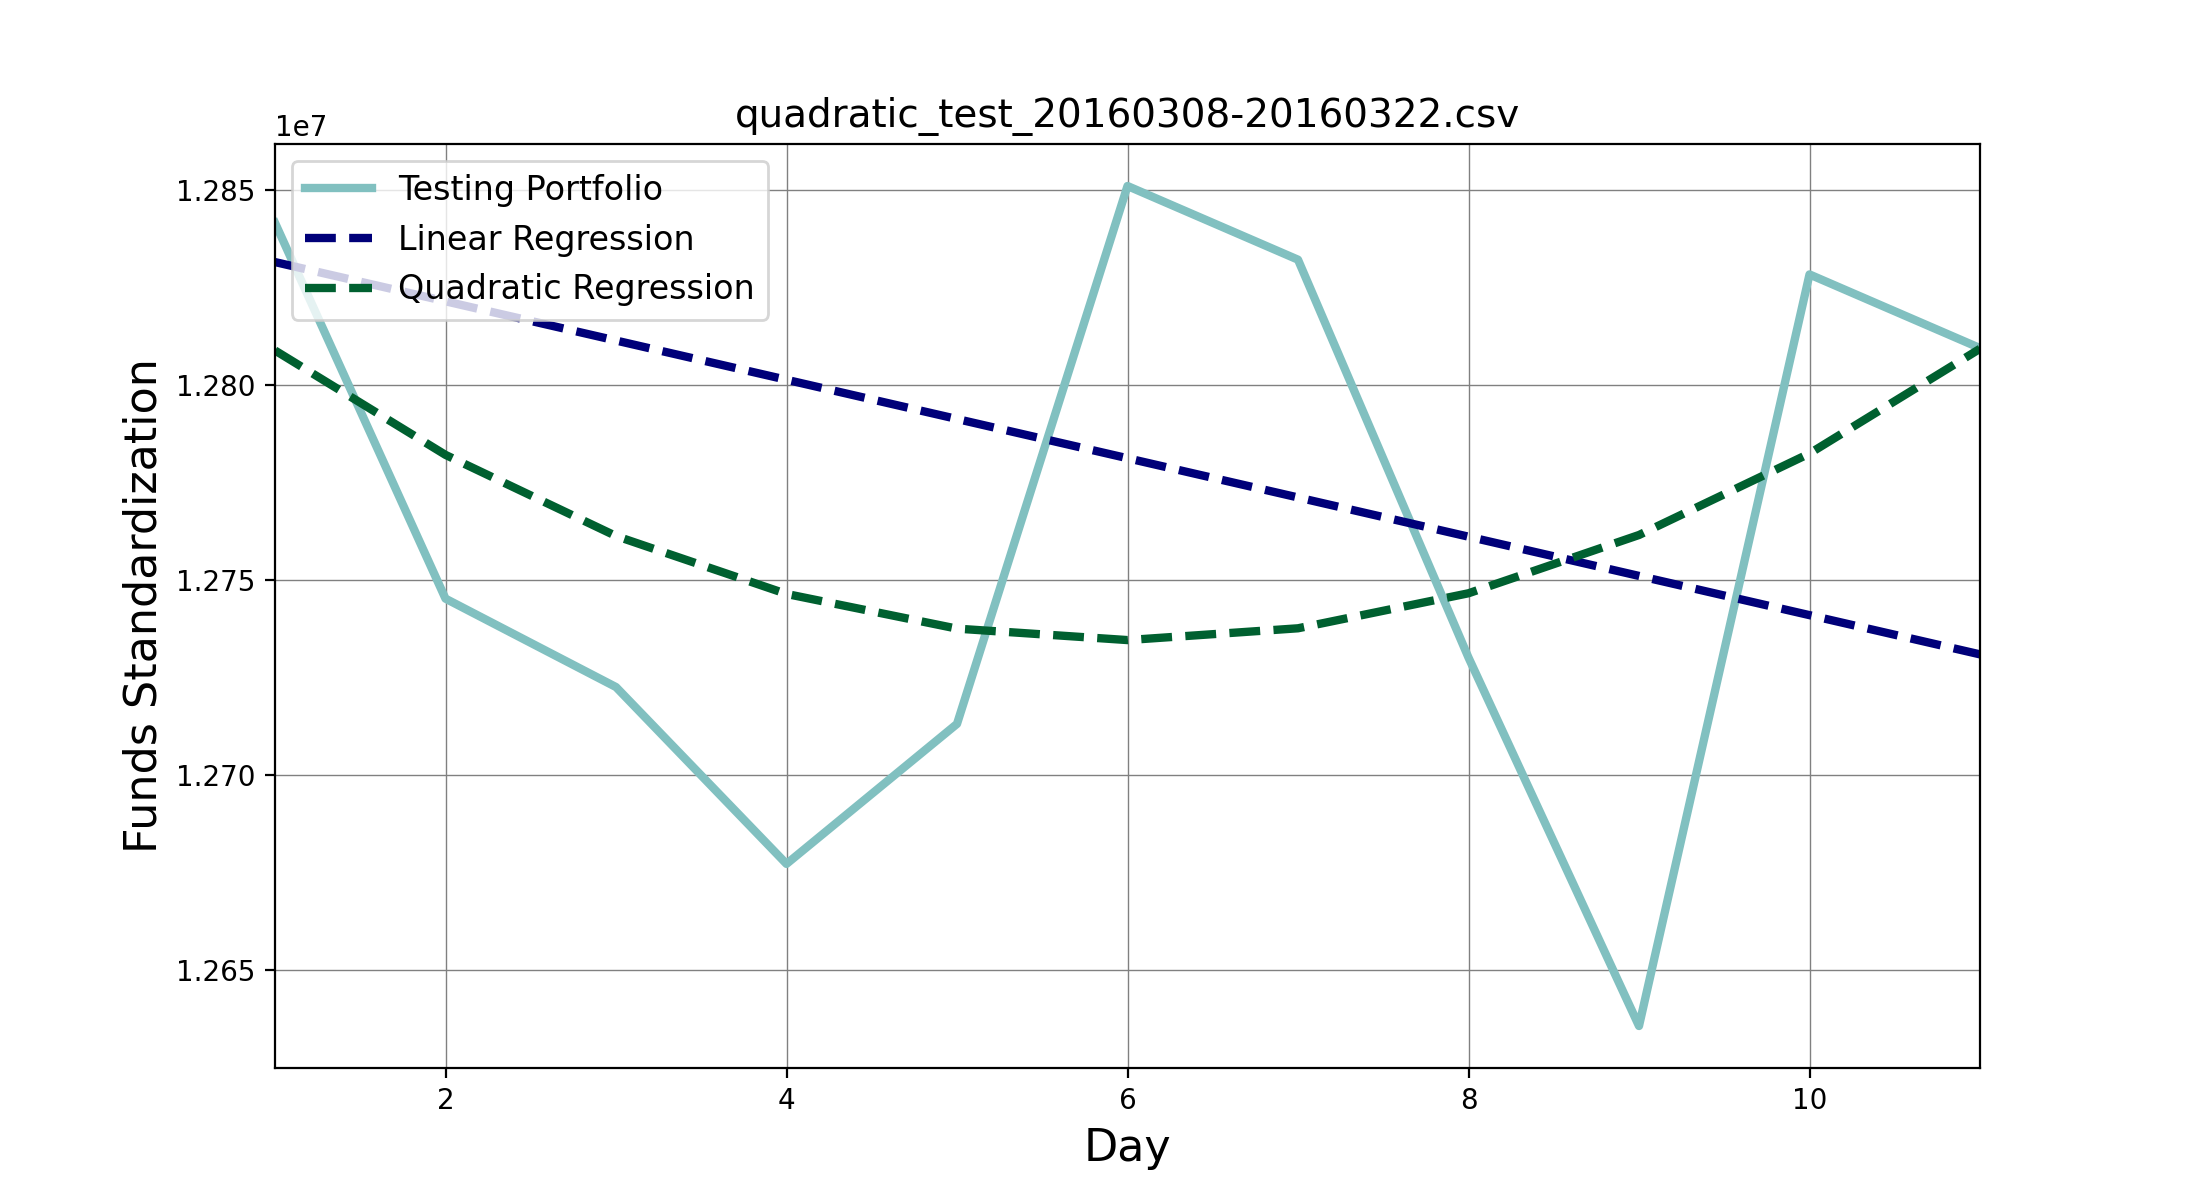 quadratic_test_20160308-20160322.csv
1e7
Testing Portfolio
Linear Regression
Quadratic Regression
1.285
1.280
1.275
1.270
1.265
Funds Standardization
2 4 6 8 10
Day